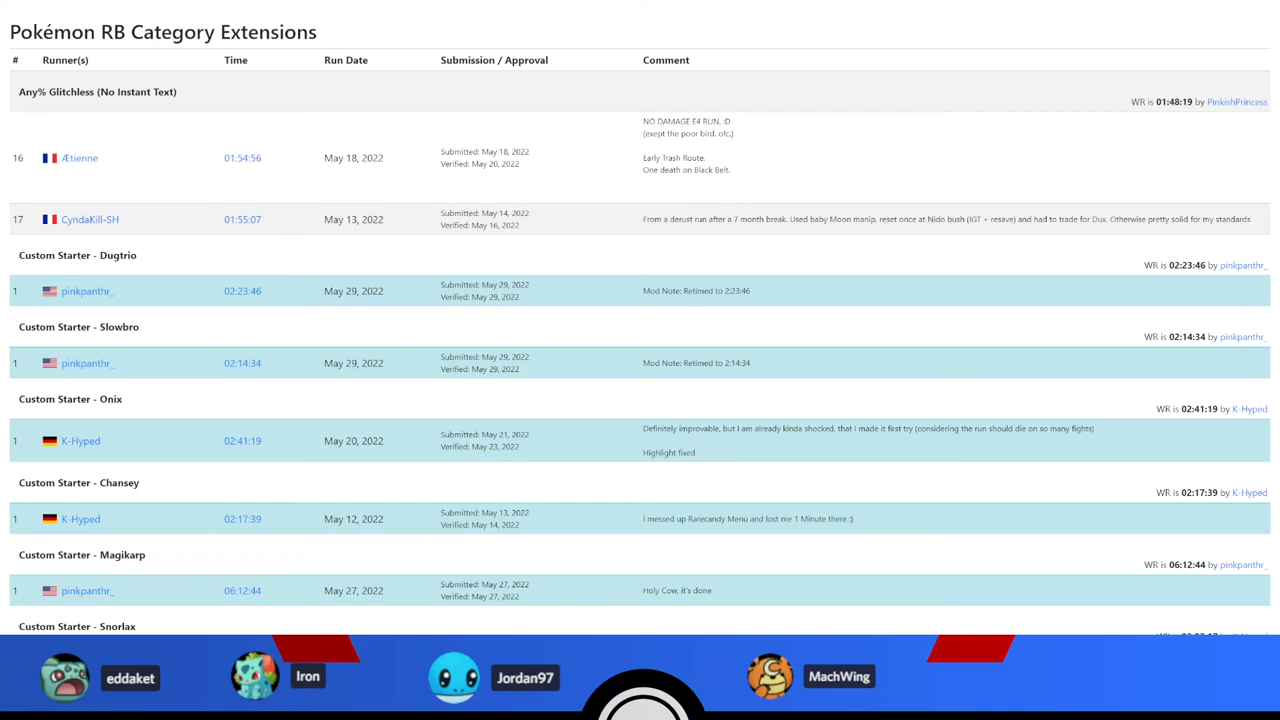 Pokémon RB Category Extensions
# Runner(s) Time Run Date Submission / Approval Comment
Any% Glitchless (No Instant Text)
WR is 01:48:19 by PinkishPrincess
16 Ætienne 01:54:56 May 18, 2022 Submitted: May 18, 2022
Verified: May 20, 2022
NO DAMAGE E4 RUN. :D
(exept the poor bird. ofc.)
Early Trash Route.
One death on Black Belt.
17 CyndaKill-SH 01:55:07 May 13, 2022 Submitted: May 14, 2022
Verified: May 16, 2022
From a derust run after a 7 month break. Used baby Moon manip, reset once at Nido bush (IGT + resave) and had to trade for Dux. Otherwise pretty solid for my standards
Custom Starter - Dugtrio
WR is 02:23:46 by pinkpanthr_
1 pinkpanthr_ 02:23:46 May 29, 2022 Submitted: May 29, 2022
Verified: May 29, 2022
Mod Note: Retimed to 2:23:46
Custom Starter - Slowbro
WR is 02:14:34 by pinkpanthr_
1 pinkpanthr_ 02:14:34 May 29, 2022 Submitted: May 29, 2022
Verified: May 29, 2022
Mod Note: Retimed to 2:14:34
Custom Starter - Onix
WR is 02:41:19 by K-Hyped
1 K-Hyped 02:41:19 May 20, 2022 Submitted: May 21, 2022
Verified: May 23, 2022
Definitely improvable, but I am already kinda shocked, that I made it first try (considering the run should die on so many fights)
Highlight fixed
Custom Starter - Chansey
WR is 02:17:39 by K-Hyped
1 K-Hyped 02:17:39 May 12, 2022 Submitted: May 13, 2022
Verified: May 14, 2022
I messed up Rarecandy Menu and lost me 1 Minute there :)
Custom Starter - Magikarp
WR is 06:12:44 by pinkpanthr_
1 pinkpanthr_ 06:12:44 May 27, 2022 Submitted: May 27, 2022
Verified: May 27, 2022
Holy Cow, it's done
Custom Starter - Snorlax
eddaket
Iron
Jordan97
MachWing